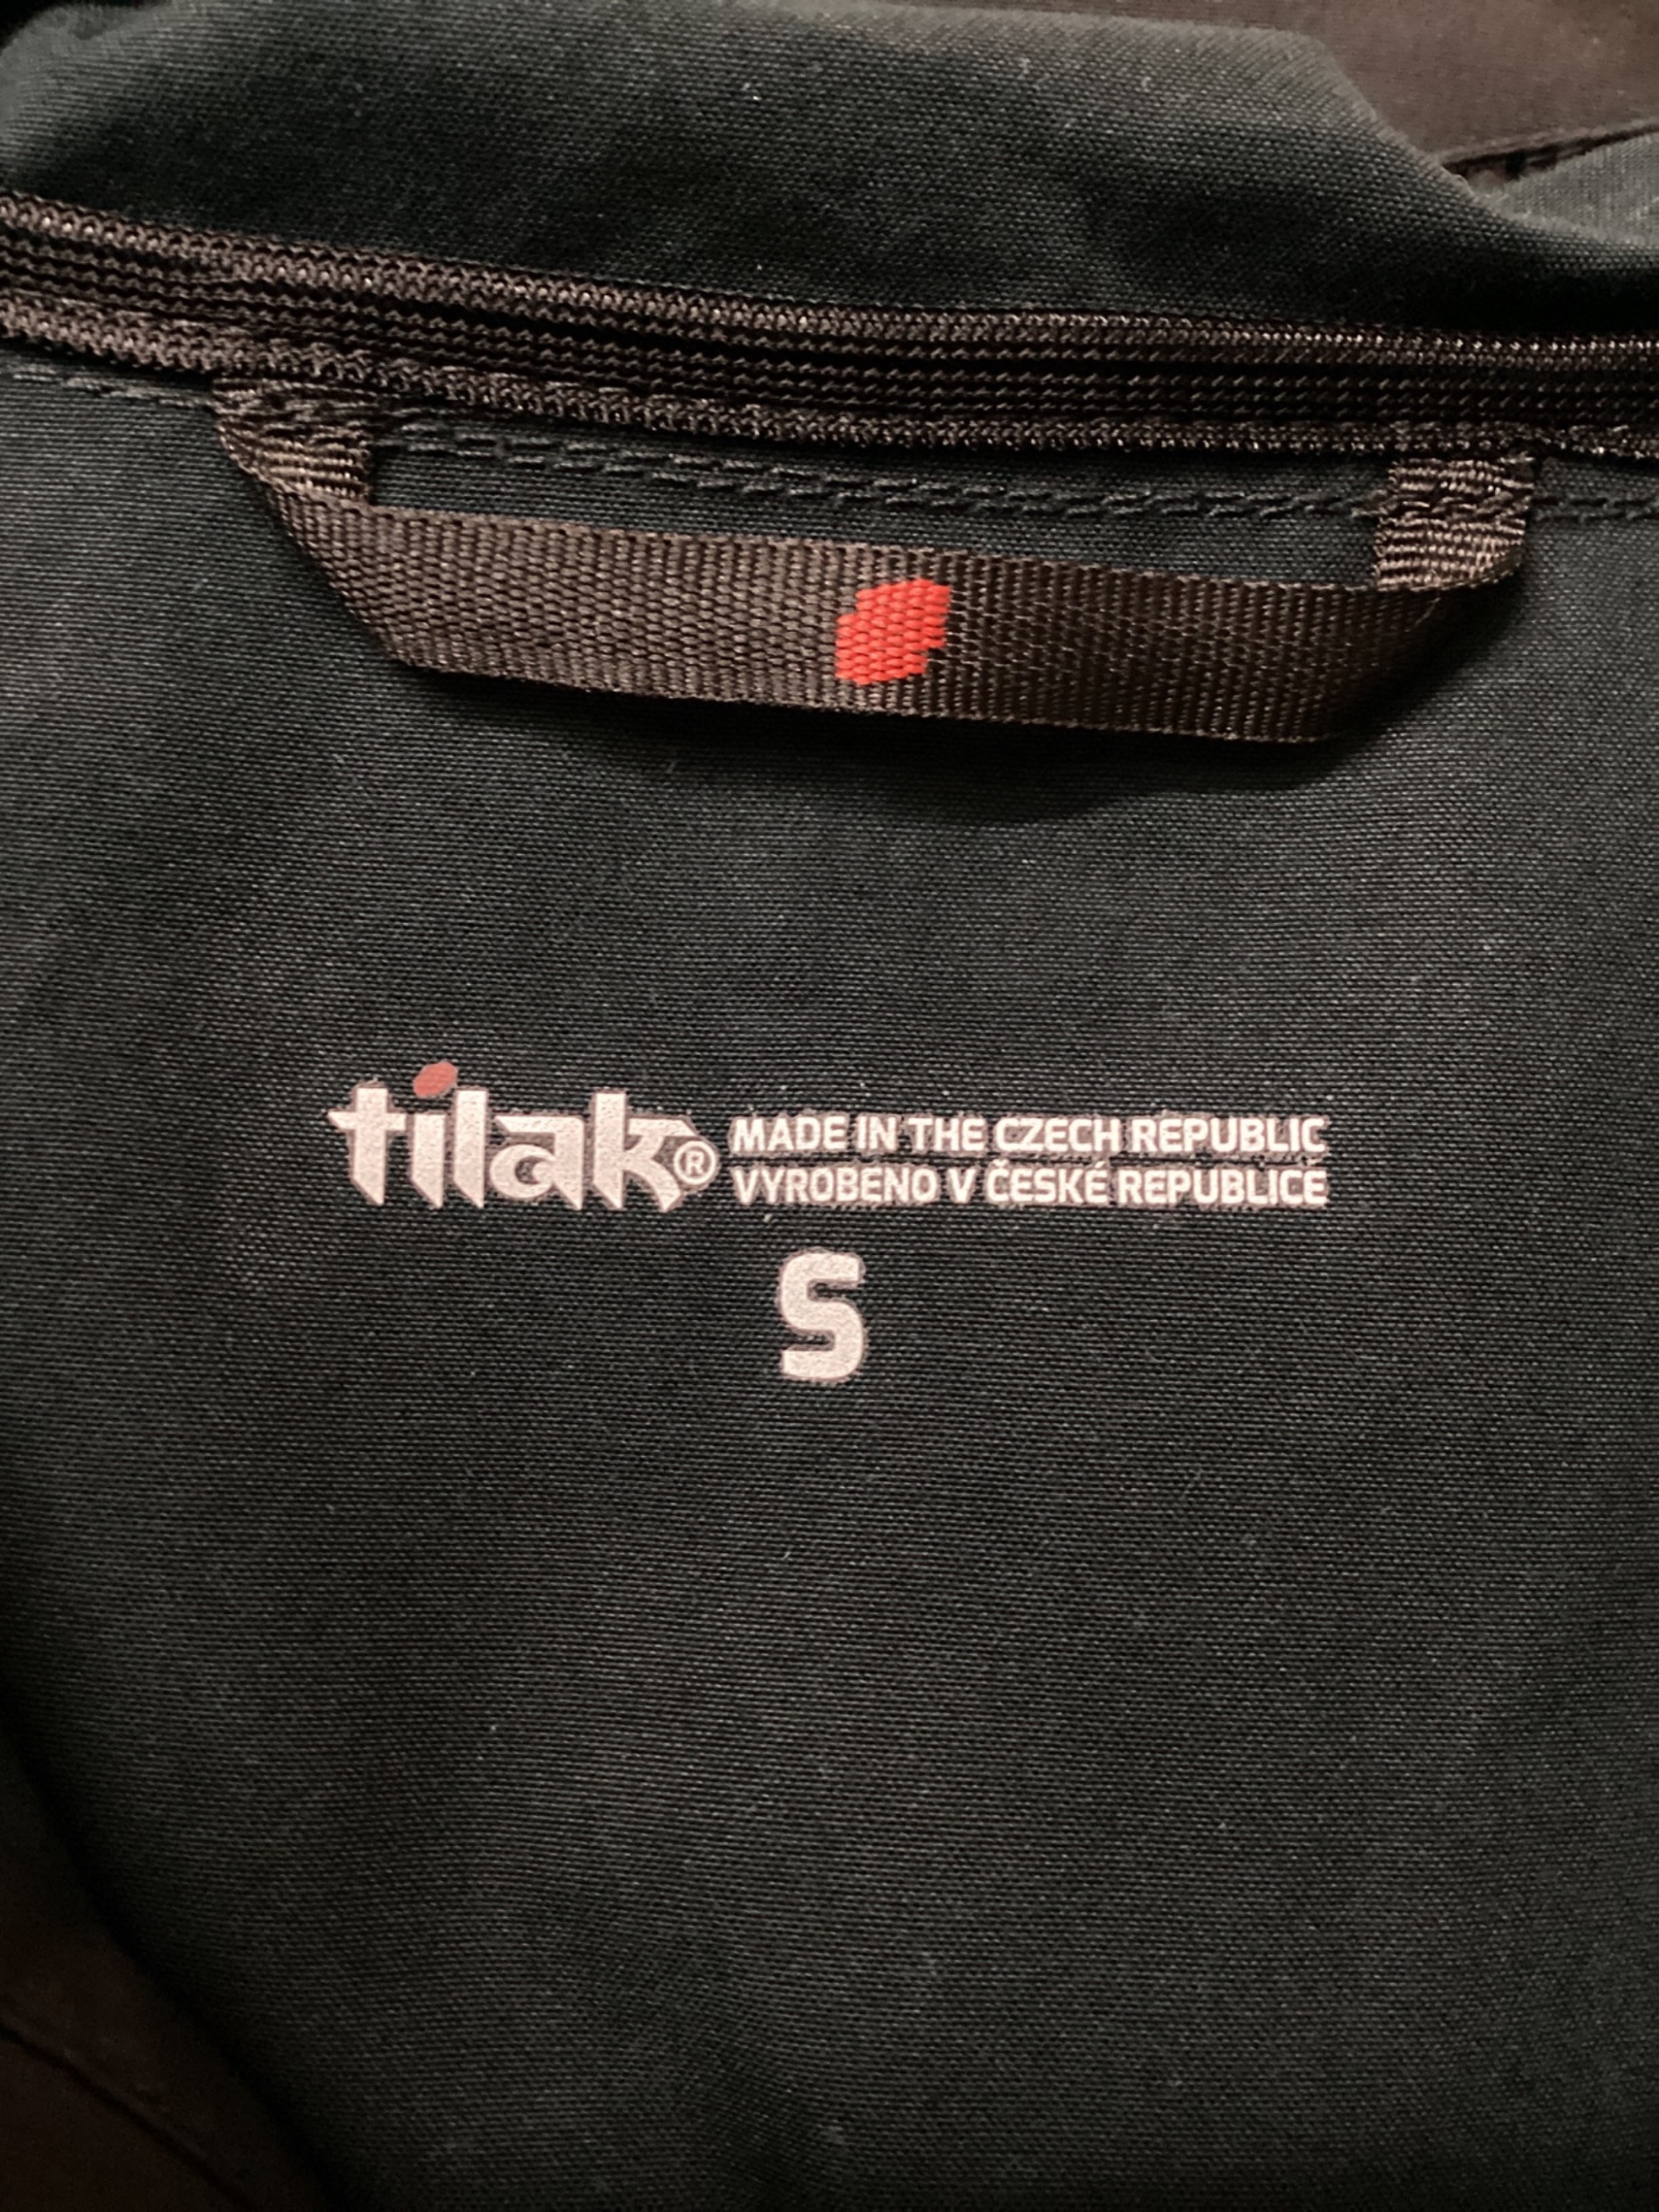 tilak® MADE IN THE CZECH REPUBLIC
VYROBENO V ČESKÉ REPUBLICE
S